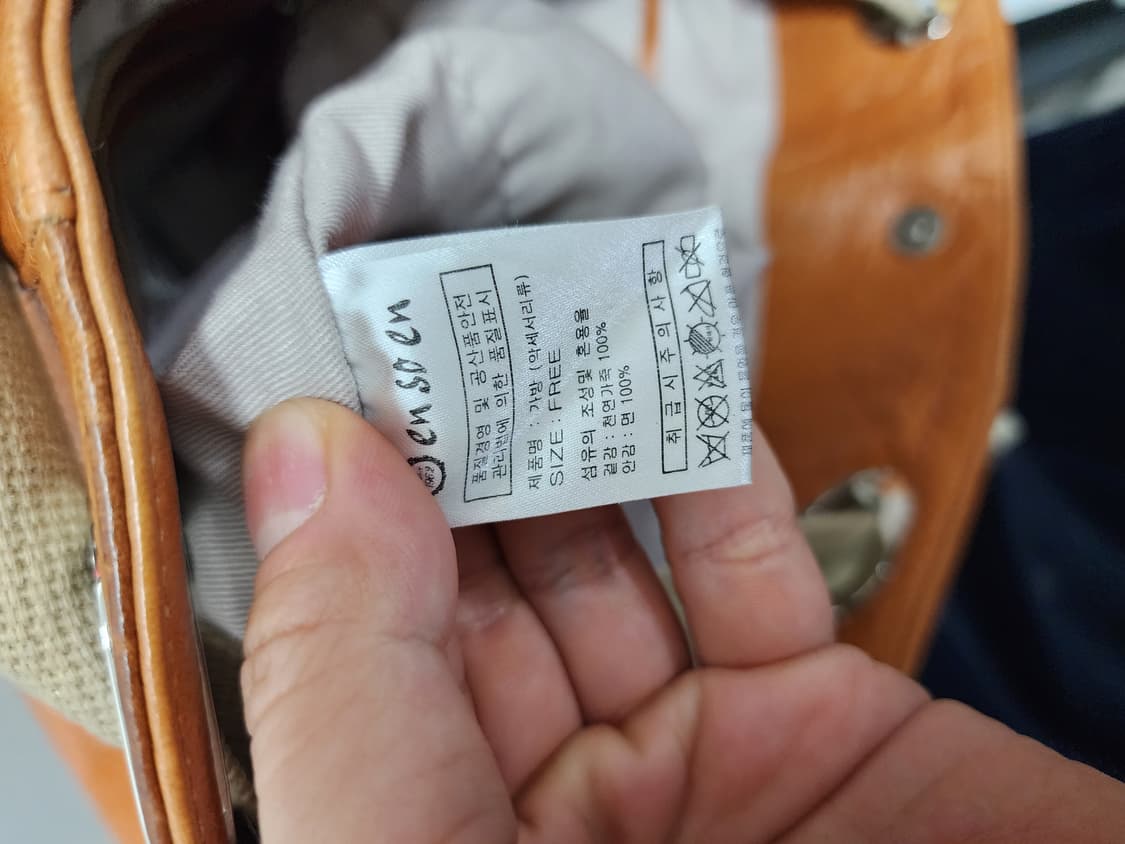 en so en
품질경영 및 공산품안전
관리법에 의한 품질표시
제품명 : 가방 (악세서리류)
SIZE : FREE
섬유의 조성및 혼용율
겉감 : 천연가죽 100%
안감 : 면 100%
취 급 시 주 의 사 항